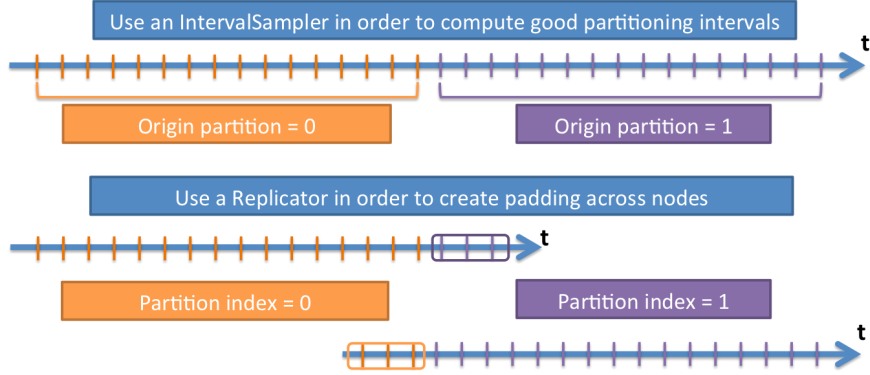 Use an IntervalSampler in order to compute good partitioning intervals
t
Origin partition = 0
Origin partition = 1
Use a Replicator in order to create padding across nodes
t
Partition index = 0
Partition index = 1
t